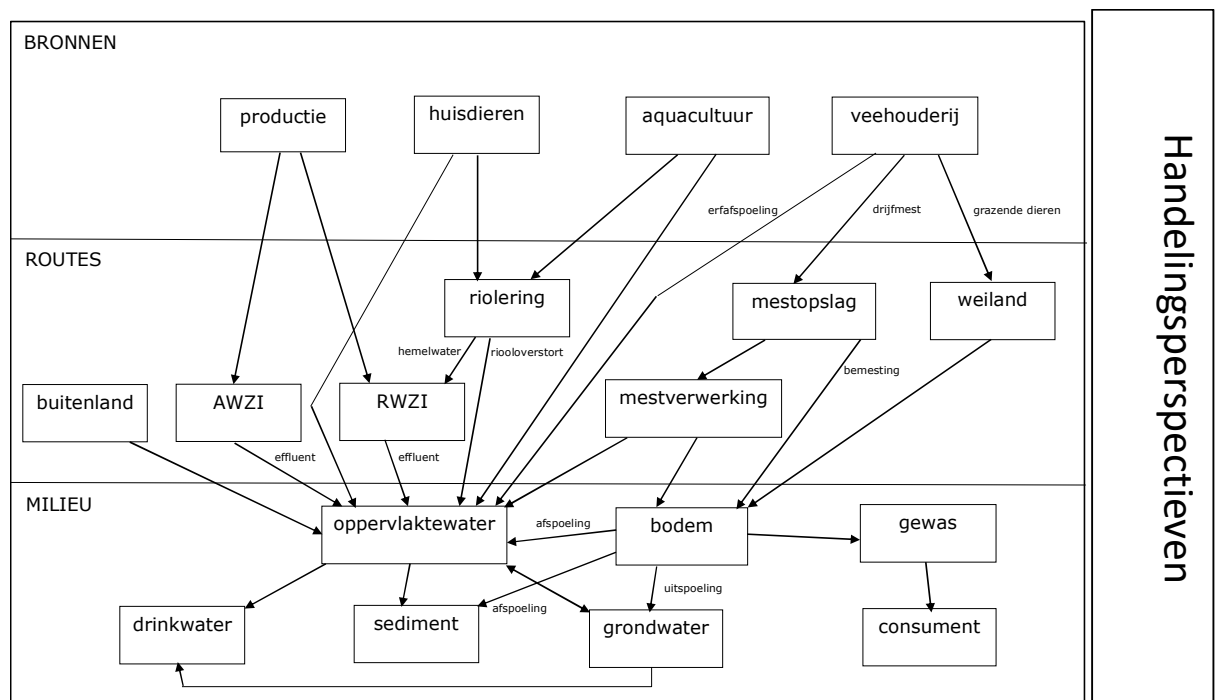 BRONNEN
productie
huisdieren
aquacultuur
veehouderij
erfafspoeling
drijfmest
grazende dieren
ROUTES
riolering
mestopslag
weiland
hemelwater
riooloverstort
bemesting
buitenland
AWZI
RWZI
mestverwerking
effluent
effluent
MILIEU
oppervlaktewater
afspoeling
bodem
gewas
uitspoeling
drinkwater
sediment
afspoeling
grondwater
consument
Handelingsperspectieven